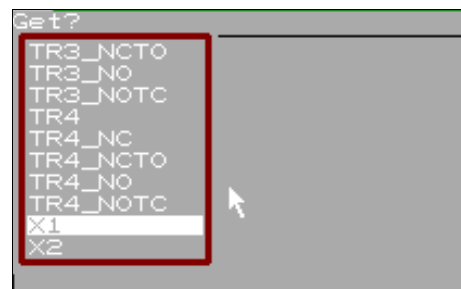 Get?
TR3_NCTO
TR3_NO
TR3_NOTC
TR4
TR4_NC
TR4_NCTO
TR4_NO
TR4_NOTC
X1
X2